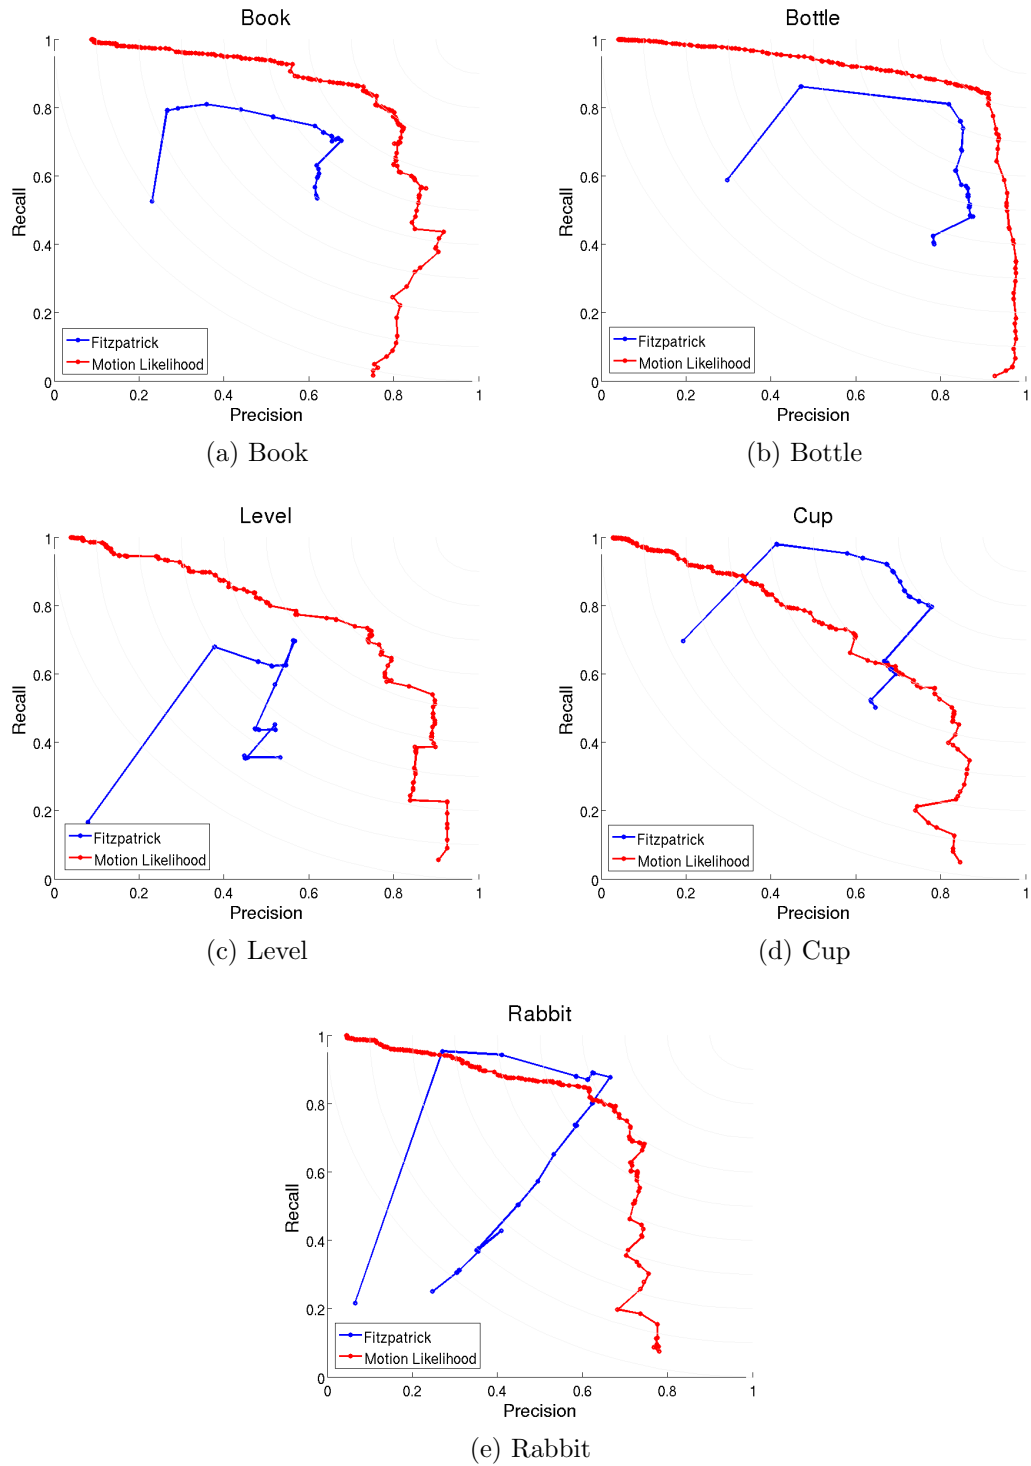 Book
Bottle
1
0.8
0.6
0.4
0.2
0
Recall
Fitzpatrick
Motion Likelihood
0 0.2 0.4 0.6 0.8 1
Precision
1
0.8
0.6
0.4
0.2
0
Recall
Fitzpatrick
Motion Likelihood
0 0.2 0.4 0.6 0.8 1
Precision
(a) Book
(b) Bottle
Level
Cup
1
0.8
0.6
0.4
0.2
0
Recall
Fitzpatrick
Motion Likelihood
0 0.2 0.4 0.6 0.8 1
Precision
1
0.8
0.6
0.4
0.2
0
Recall
Fitzpatrick
Motion Likelihood
0 0.2 0.4 0.6 0.8 1
Precision
(c) Level
(d) Cup
Rabbit
1
0.8
0.6
0.4
0.2
0
Recall
Fitzpatrick
Motion Likelihood
0 0.2 0.4 0.6 0.8 1
Precision
(e) Rabbit